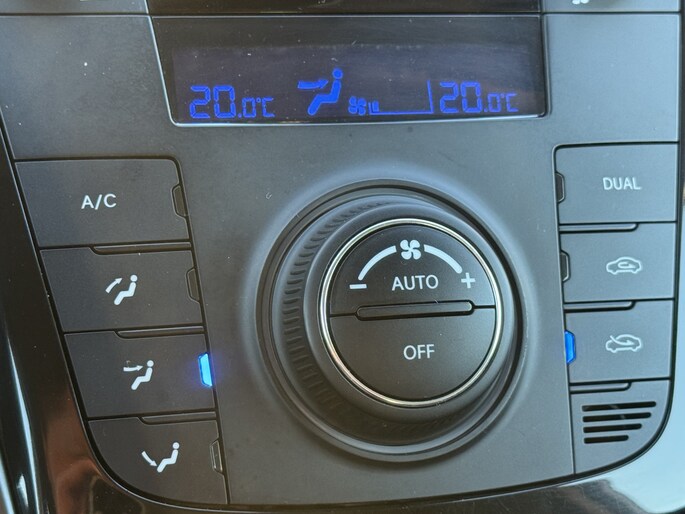 20.0°C 20.0°C
A/C
DUAL
- +
AUTO
OFF